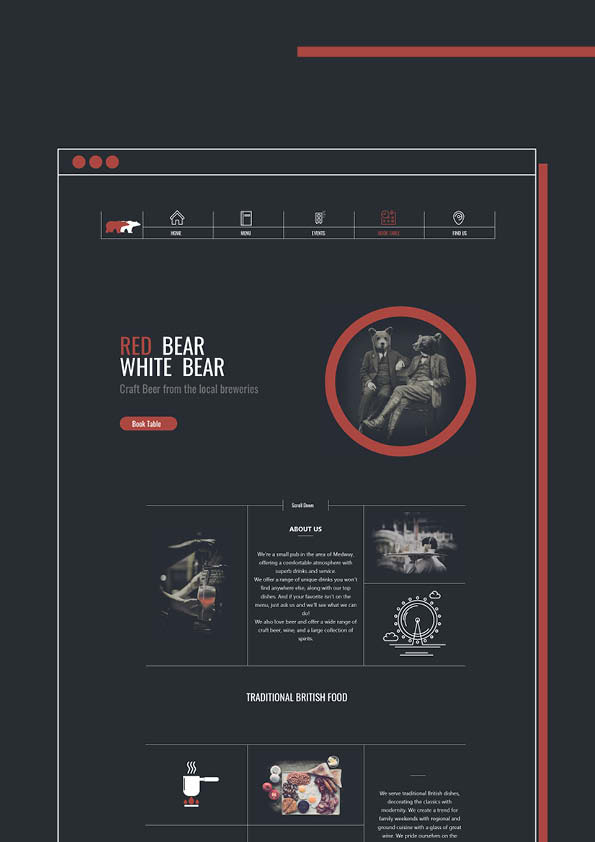 HOME
MENU
EVENTS
BOOK TABLE
FIND US
RED BEAR
WHITE BEAR
Craft Beer from the local breweries
Book Table
Scroll Down
ABOUT US
We're a small pub in the area of Medway,
offering a comfortable atmosphere with
superb drinks and service.
We offer a range of unique drinks you won't
find anywhere else, along with our top
dishes. And if your favorite isn't on the
menu, just ask us and we'll see what we can
do!
We also love beer and offer a wide range of
craft beer, wine, and a large collection of
spirits.
TRADITIONAL BRITISH FOOD
We serve traditional British dishes,
decorating the classics with
modernity. We create a trend for
family weekends with regional and
ground cuisine with a glass of great
wine. We pride ourselves on the